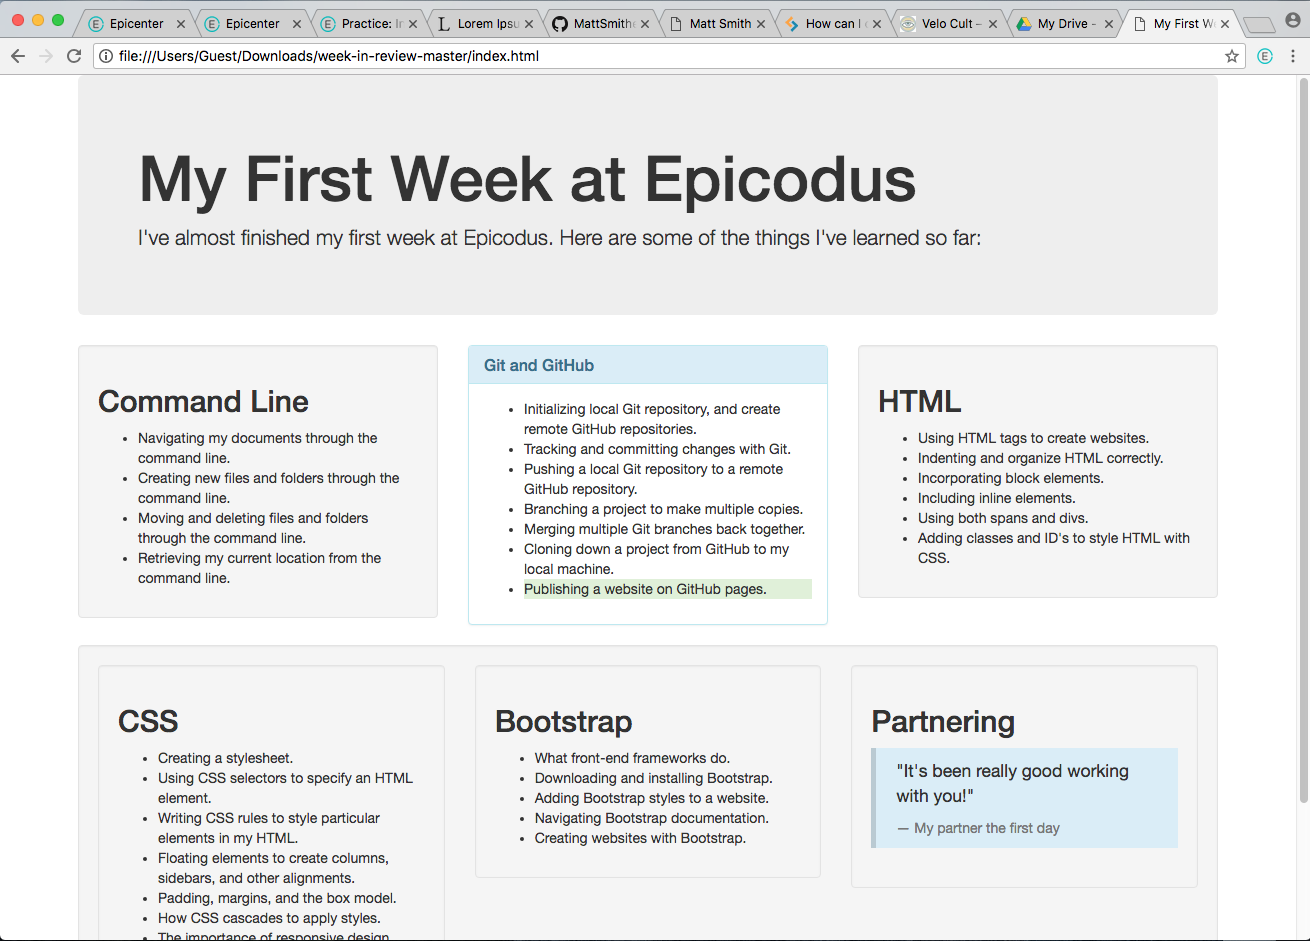 Epicenter
Epicenter
Practice: In
Lorem Ipsu
MattSmithe
Matt Smith
How can I
Velo Cult –
My Drive -
My First We
file:///Users/Guest/Downloads/week-in-review-master/index.html
My First Week at Epicodus
I've almost finished my first week at Epicodus. Here are some of the things I've learned so far:
Command Line
Navigating my documents through the
command line.
Creating new files and folders through the
command line.
Moving and deleting files and folders
through the command line.
Retrieving my current location from the
command line.
Git and GitHub
Initializing local Git repository, and create
remote GitHub repositories.
Tracking and committing changes with Git.
Pushing a local Git repository to a remote
GitHub repository.
Branching a project to make multiple copies.
Merging multiple Git branches back together.
Cloning down a project from GitHub to my
local machine.
Publishing a website on GitHub pages.
HTML
Using HTML tags to create websites.
Indenting and organize HTML correctly.
Incorporating block elements.
Including inline elements.
Using both spans and divs.
Adding classes and ID's to style HTML with
CSS.
CSS
Creating a stylesheet.
Using CSS selectors to specify an HTML
element.
Writing CSS rules to style particular
elements in my HTML.
Floating elements to create columns,
sidebars, and other alignments.
Padding, margins, and the box model.
How CSS cascades to apply styles.
The importance of responsive design
Bootstrap
What front-end frameworks do.
Downloading and installing Bootstrap.
Adding Bootstrap styles to a website.
Navigating Bootstrap documentation.
Creating websites with Bootstrap.
Partnering
"It's been really good working
with you!"
— My partner the first day